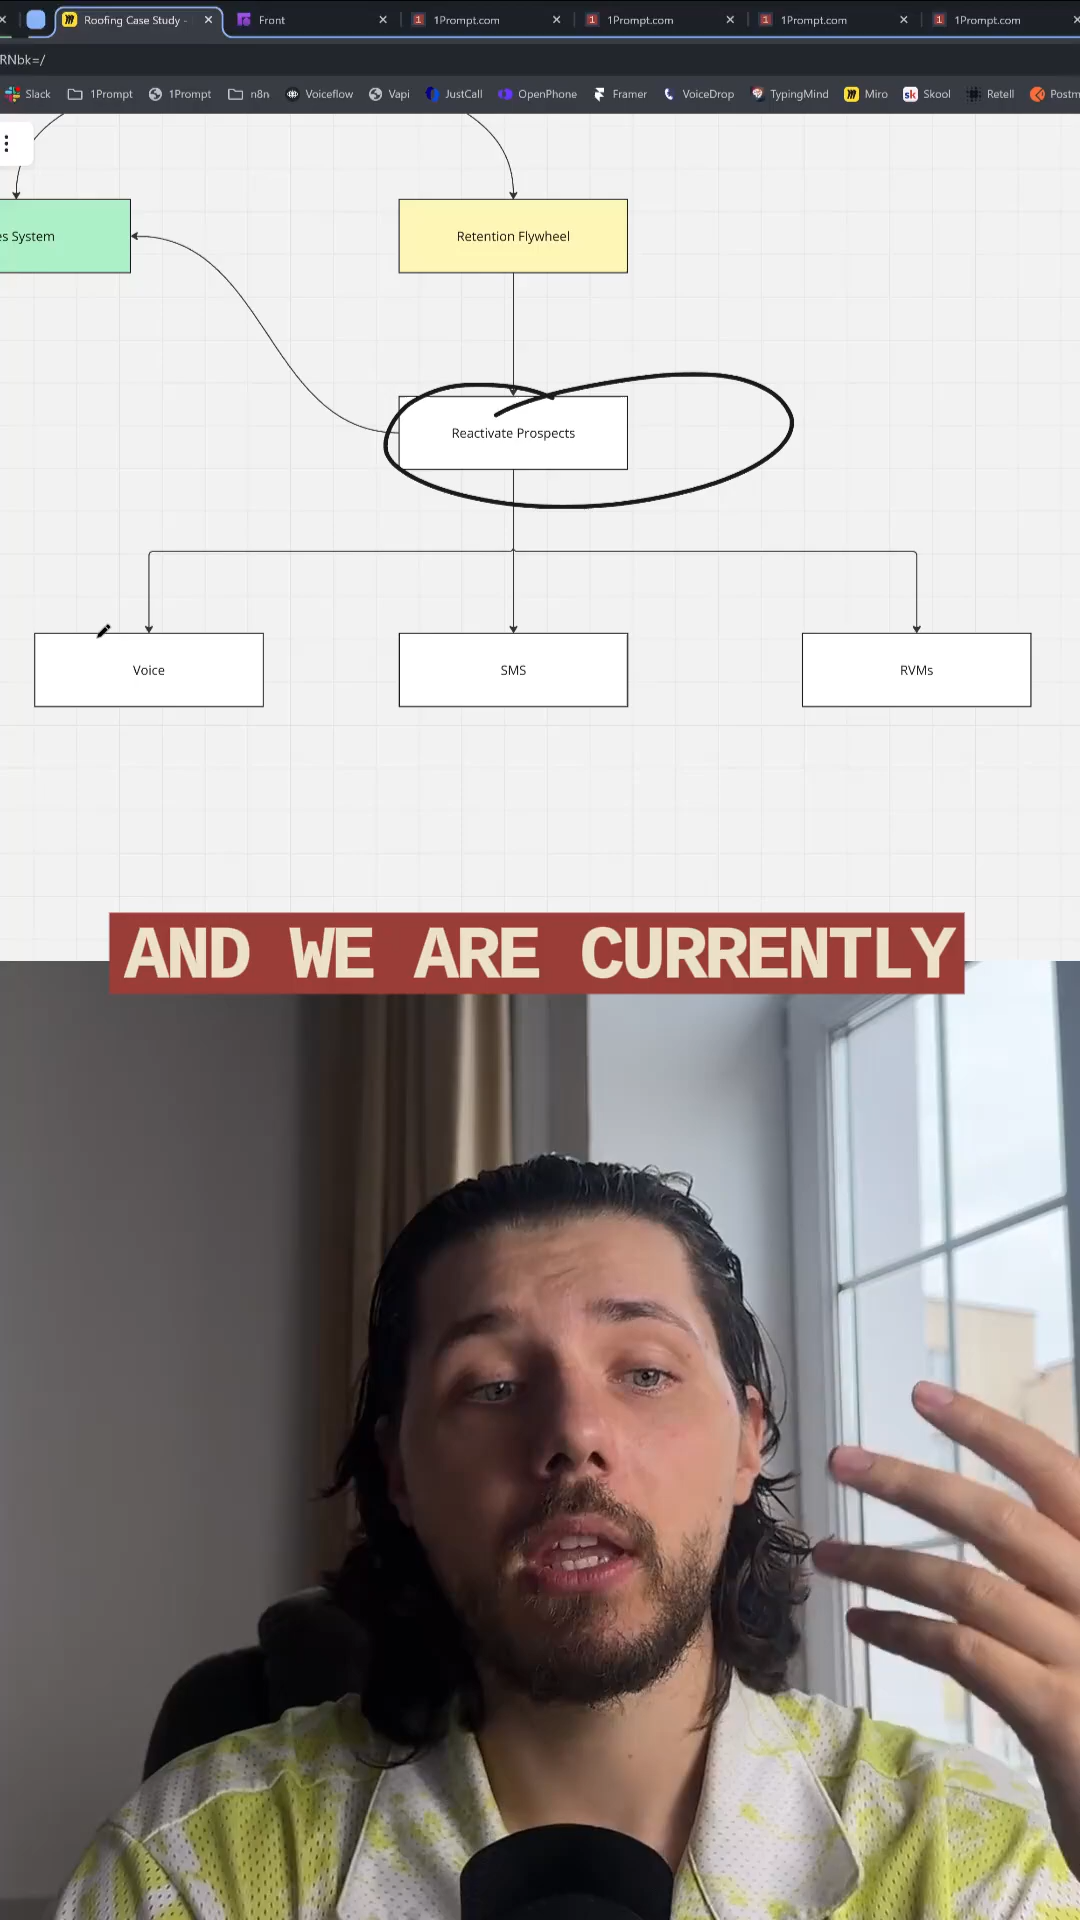 Roofing Case Study -
Front
1Prompt.com
1Prompt.com
1Prompt.com
1Prompt.com
RNbk=/
Slack
1Prompt
1Prompt
n8n
Voiceflow
Vapi
JustCall
OpenPhone
Framer
VoiceDrop
TypingMind
Miro
Skool
Retell
Postm
es System
Retention Flywheel
Reactivate Prospects
Voice
SMS
RVMs
AND WE ARE CURRENTLY